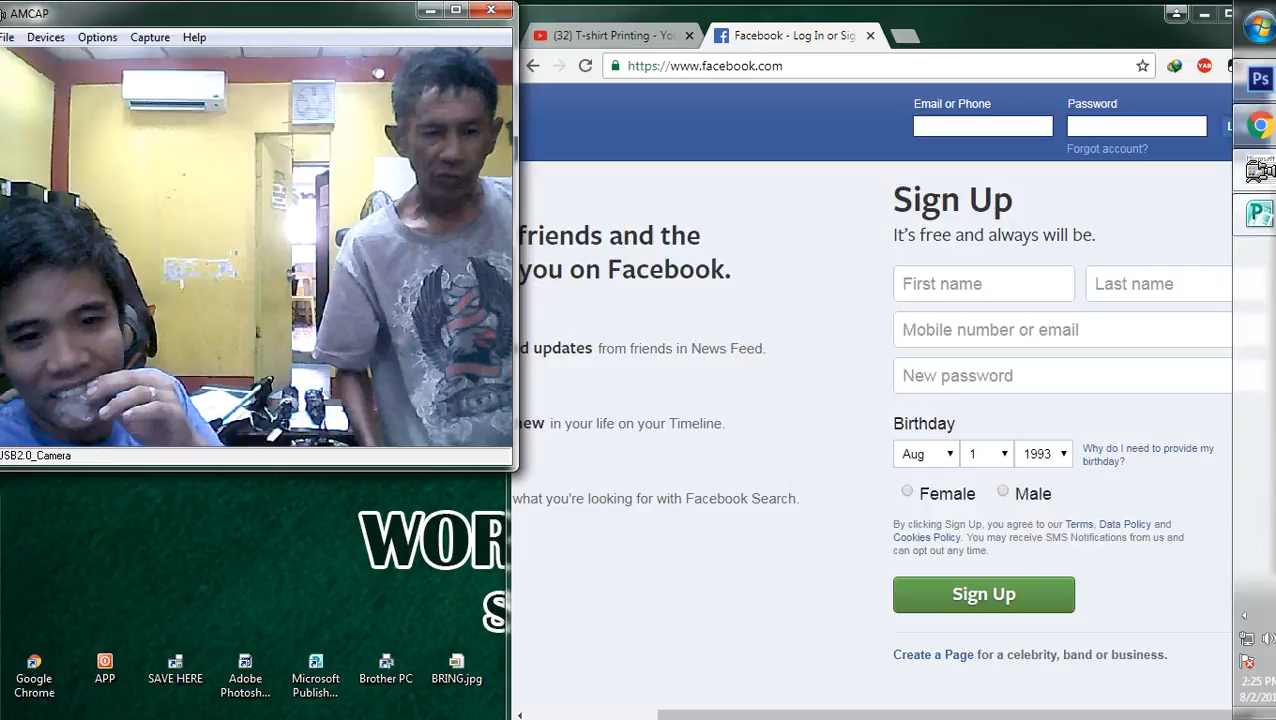 AMCAP
File Devices Options Capture Help
USB2.0_Camera
(32) T-shirt Printing - You
Facebook - Log In or Sig
https://www.facebook.com
Email or Phone
Password
Forgot account?
friends and the
you on Facebook.
d updates from friends in News Feed.
new in your life on your Timeline.
what you're looking for with Facebook Search.
Sign Up
It's free and always will be.
First name
Last name
Mobile number or email
New password
Birthday
Aug 1 1993
Why do I need to provide my
birthday?
Female Male
By clicking Sign Up, you agree to our Terms, Data Policy and
Cookies Policy. You may receive SMS Notifications from us and
can opt out any time.
Sign Up
Create a Page for a celebrity, band or business.
WOR
S
Google
Chrome
APP
SAVE HERE
Adobe
Photosh...
Microsoft
Publish...
Brother PC
BRING.jpg
Ps
2:25 PM
8/2/201